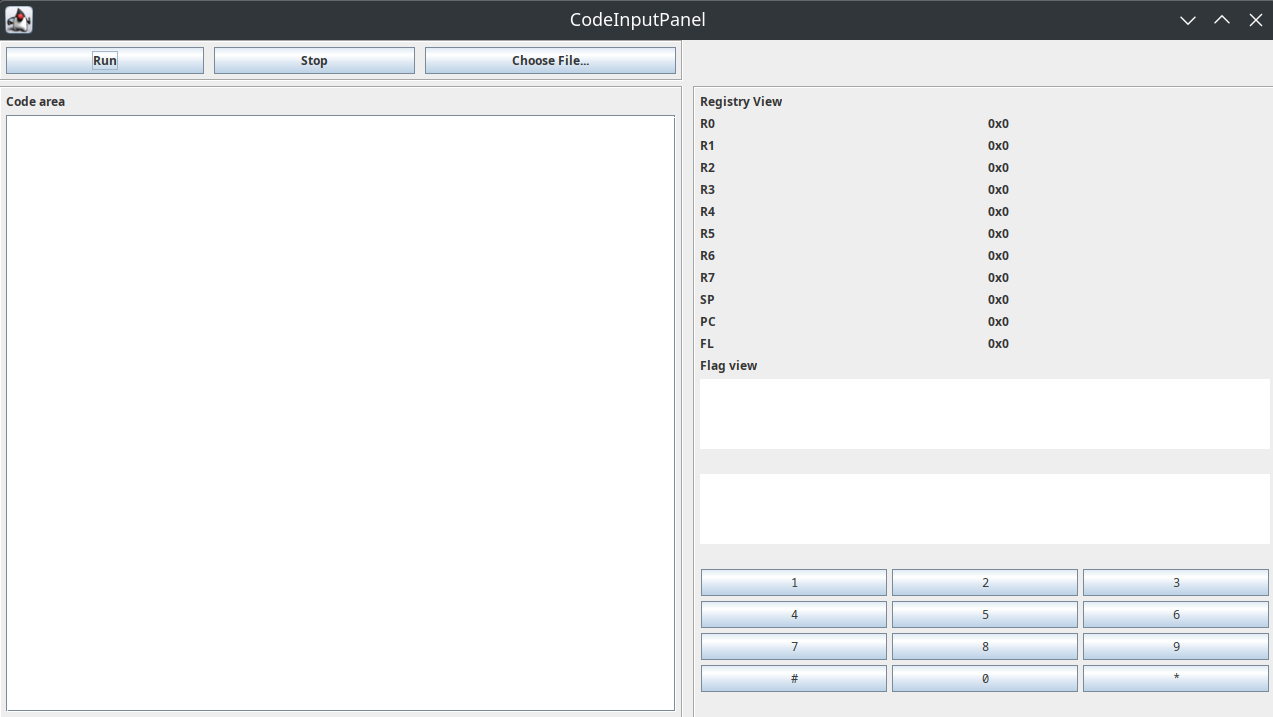 CodeInputPanel
Run Stop Choose File...
Code area
Registry View
R0 0x0
R1 0x0
R2 0x0
R3 0x0
R4 0x0
R5 0x0
R6 0x0
R7 0x0
SP 0x0
PC 0x0
FL 0x0
Flag view
1 2 3
4 5 6
7 8 9
# 0 *